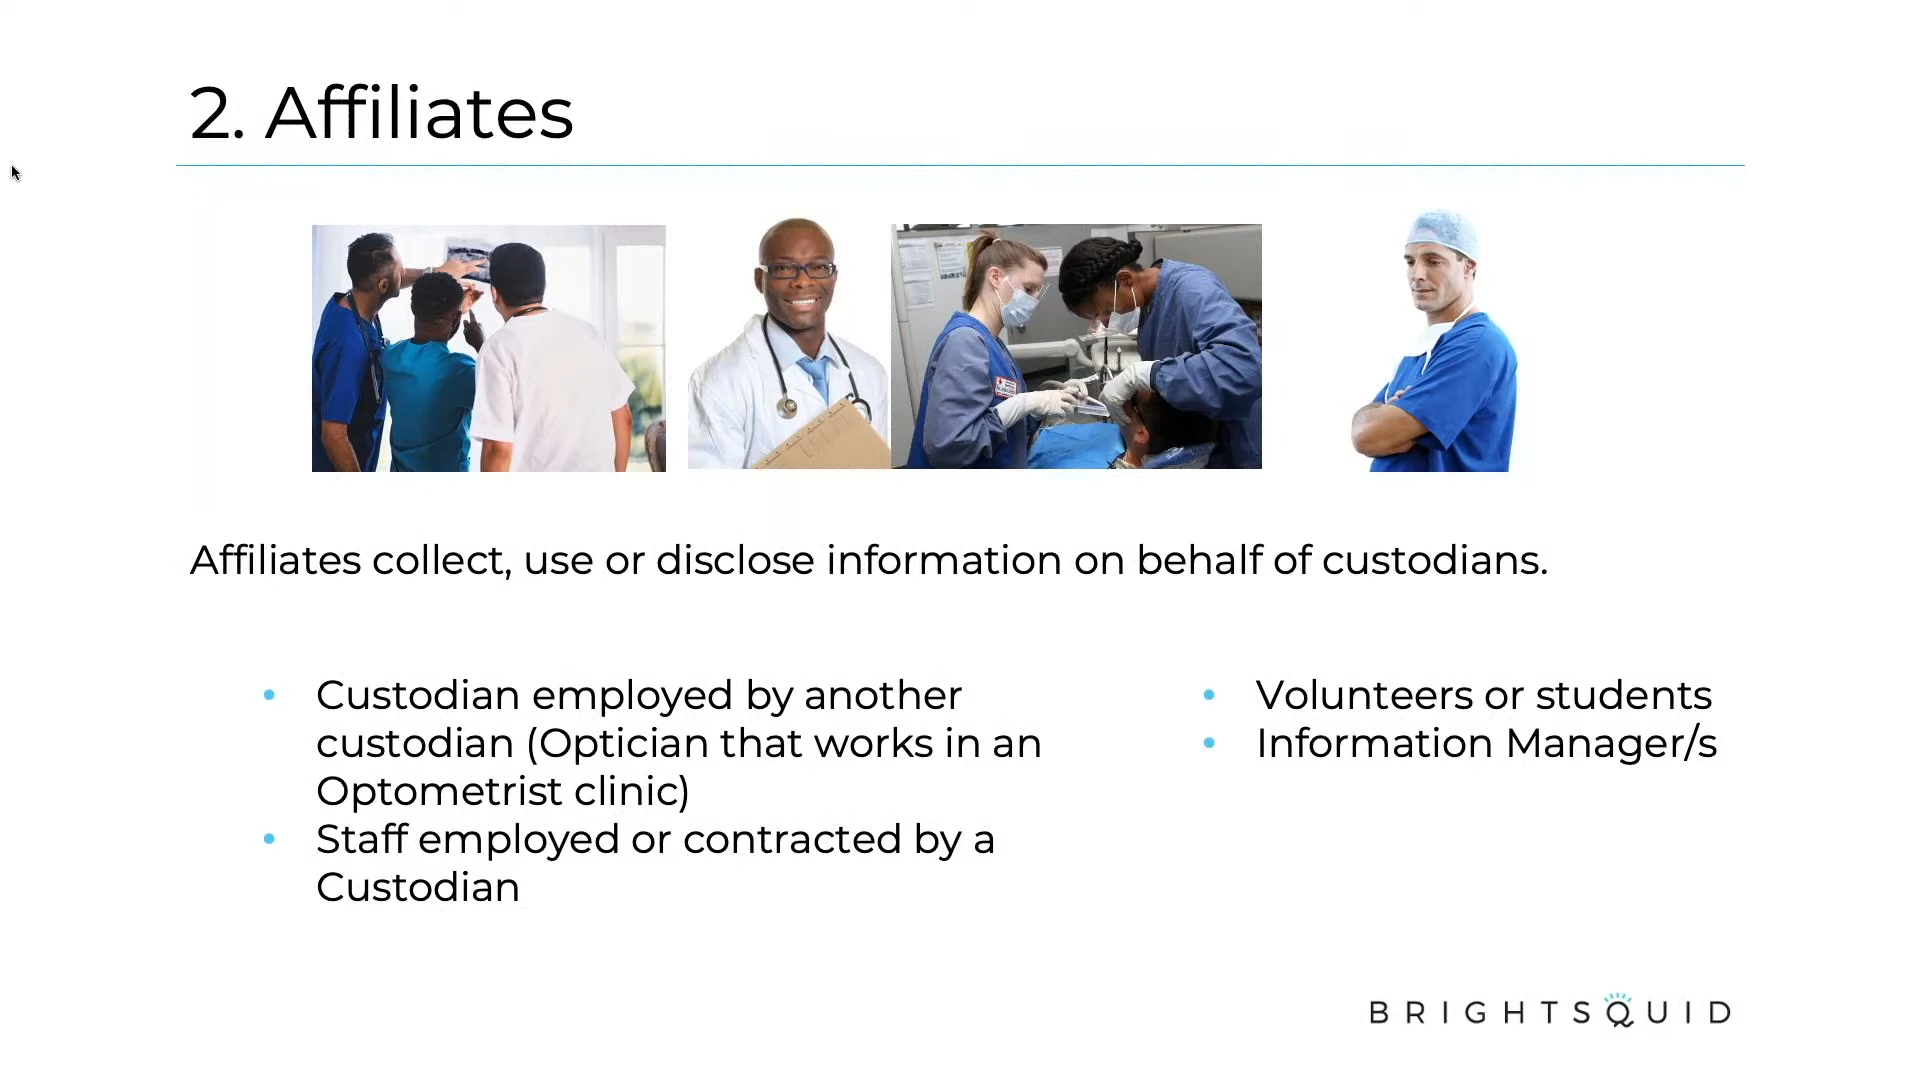 2. Affiliates
Affiliates collect, use or disclose information on behalf of custodians.
• Custodian employed by another
custodian (Optician that works in an
Optometrist clinic)
• Staff employed or contracted by a
Custodian
• Volunteers or students
• Information Manager/s
BRIGHTSQUID